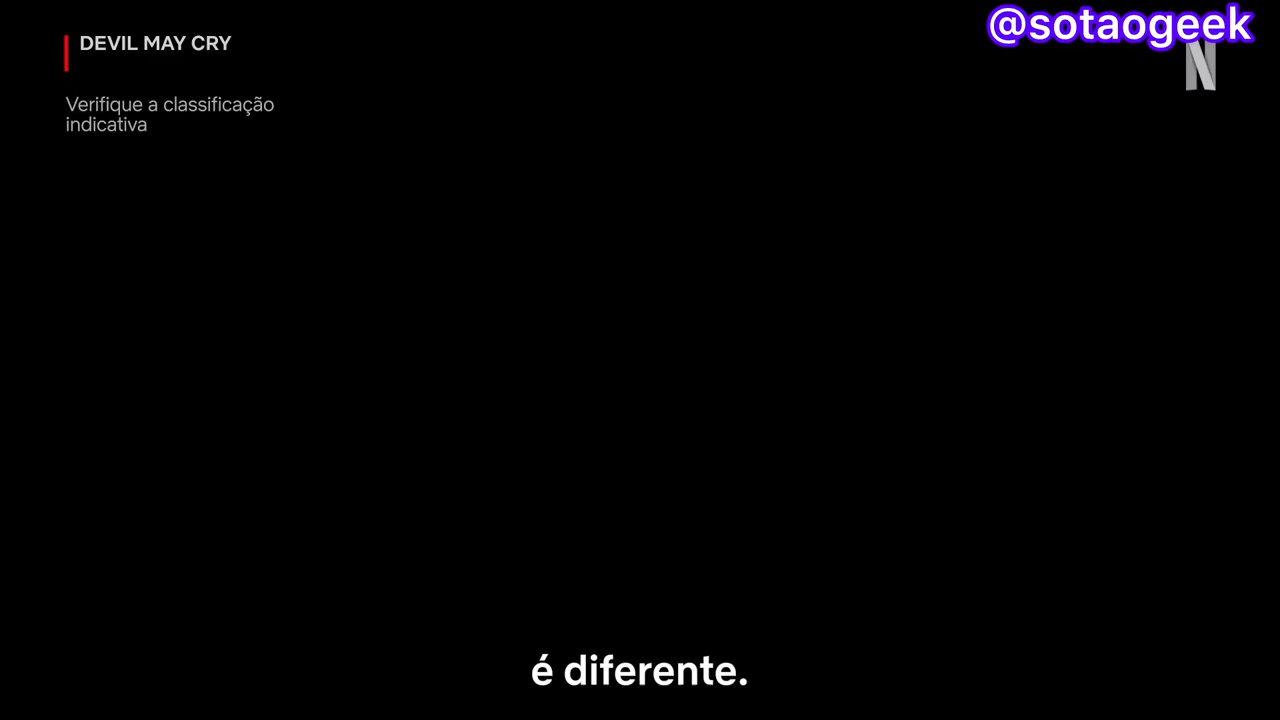 DEVIL MAY CRY
@sotaogeek
N
Verifique a classificação
indicativa
é diferente.